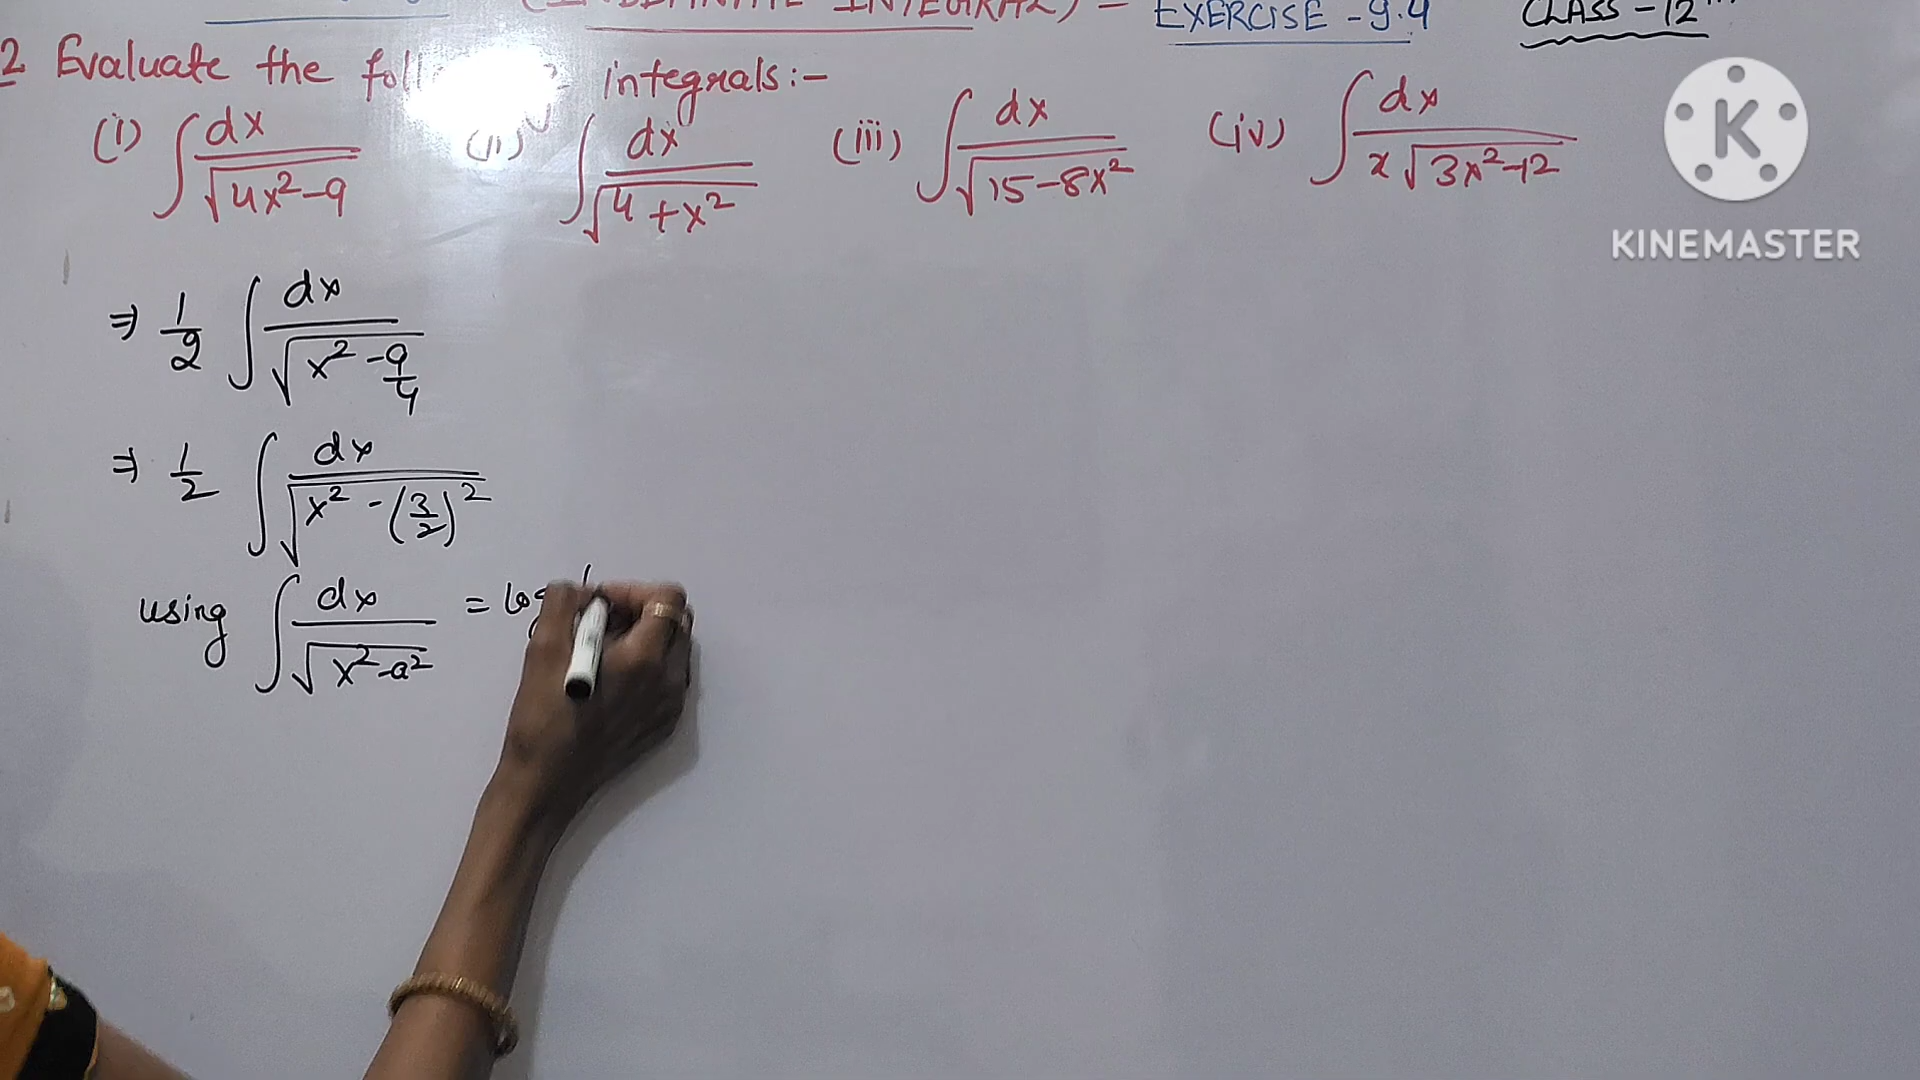 INTEGRAL) – EXERCISE - 9.4 CLASS - 12th
2 Evaluate the integrals:-
(i) ∫dx/√(4x²-9) (ii) ∫dx/√(4+x²) (iii) ∫dx/√(15-8x²) (iv) ∫dx/(x√(3x²-12))
KINEMASTER
⇒ 1/2 ∫dx/√(x²-9/4)
⇒ 1/2 ∫dx/√(x²-(3/2)²)
using ∫dx/√(x²-a²) = log |